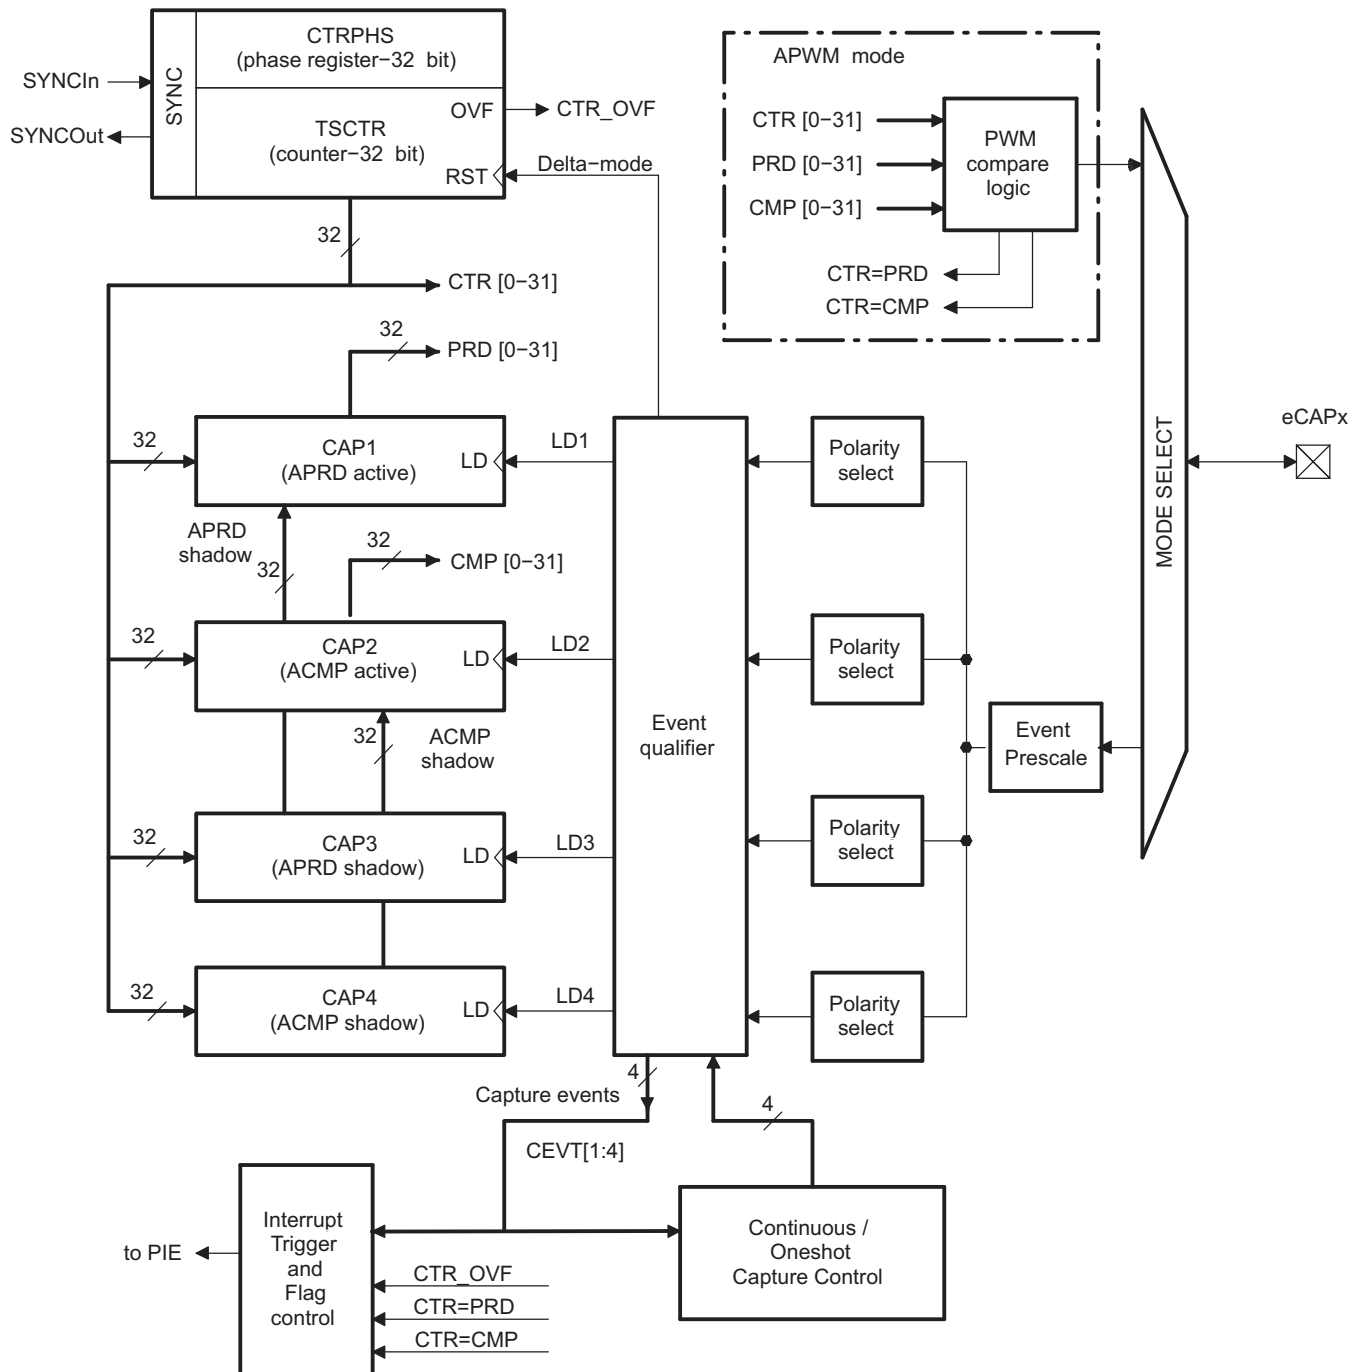 CTRPHS
(phase register−32 bit)
APWM mode
SYNCIn
SYNC
OVF
CTR_OVF
SYNCOut
TSCTR
(counter−32 bit)
RST
Delta−mode
CTR [0−31]
PRD [0−31]
CMP [0−31]
PWM
compare
logic
CTR=PRD
CTR=CMP
32
CTR [0−31]
32
PRD [0−31]
eCAPx
MODE SELECT
32
CAP1
(APRD active)
LD
LD1
Polarity
select
APRD
shadow
32
32
CMP [0−31]
32
CAP2
(ACMP active)
LD
LD2
Polarity
select
Event
qualifier
Event
Prescale
32
ACMP
shadow
32
CAP3
(APRD shadow)
LD
LD3
Polarity
select
32
CAP4
(ACMP shadow)
LD
LD4
Polarity
select
4
Capture events
4
CEVT[1:4]
Interrupt
Trigger
and
Flag
control
to PIE
Continuous /
Oneshot
Capture Control
CTR_OVF
CTR=PRD
CTR=CMP